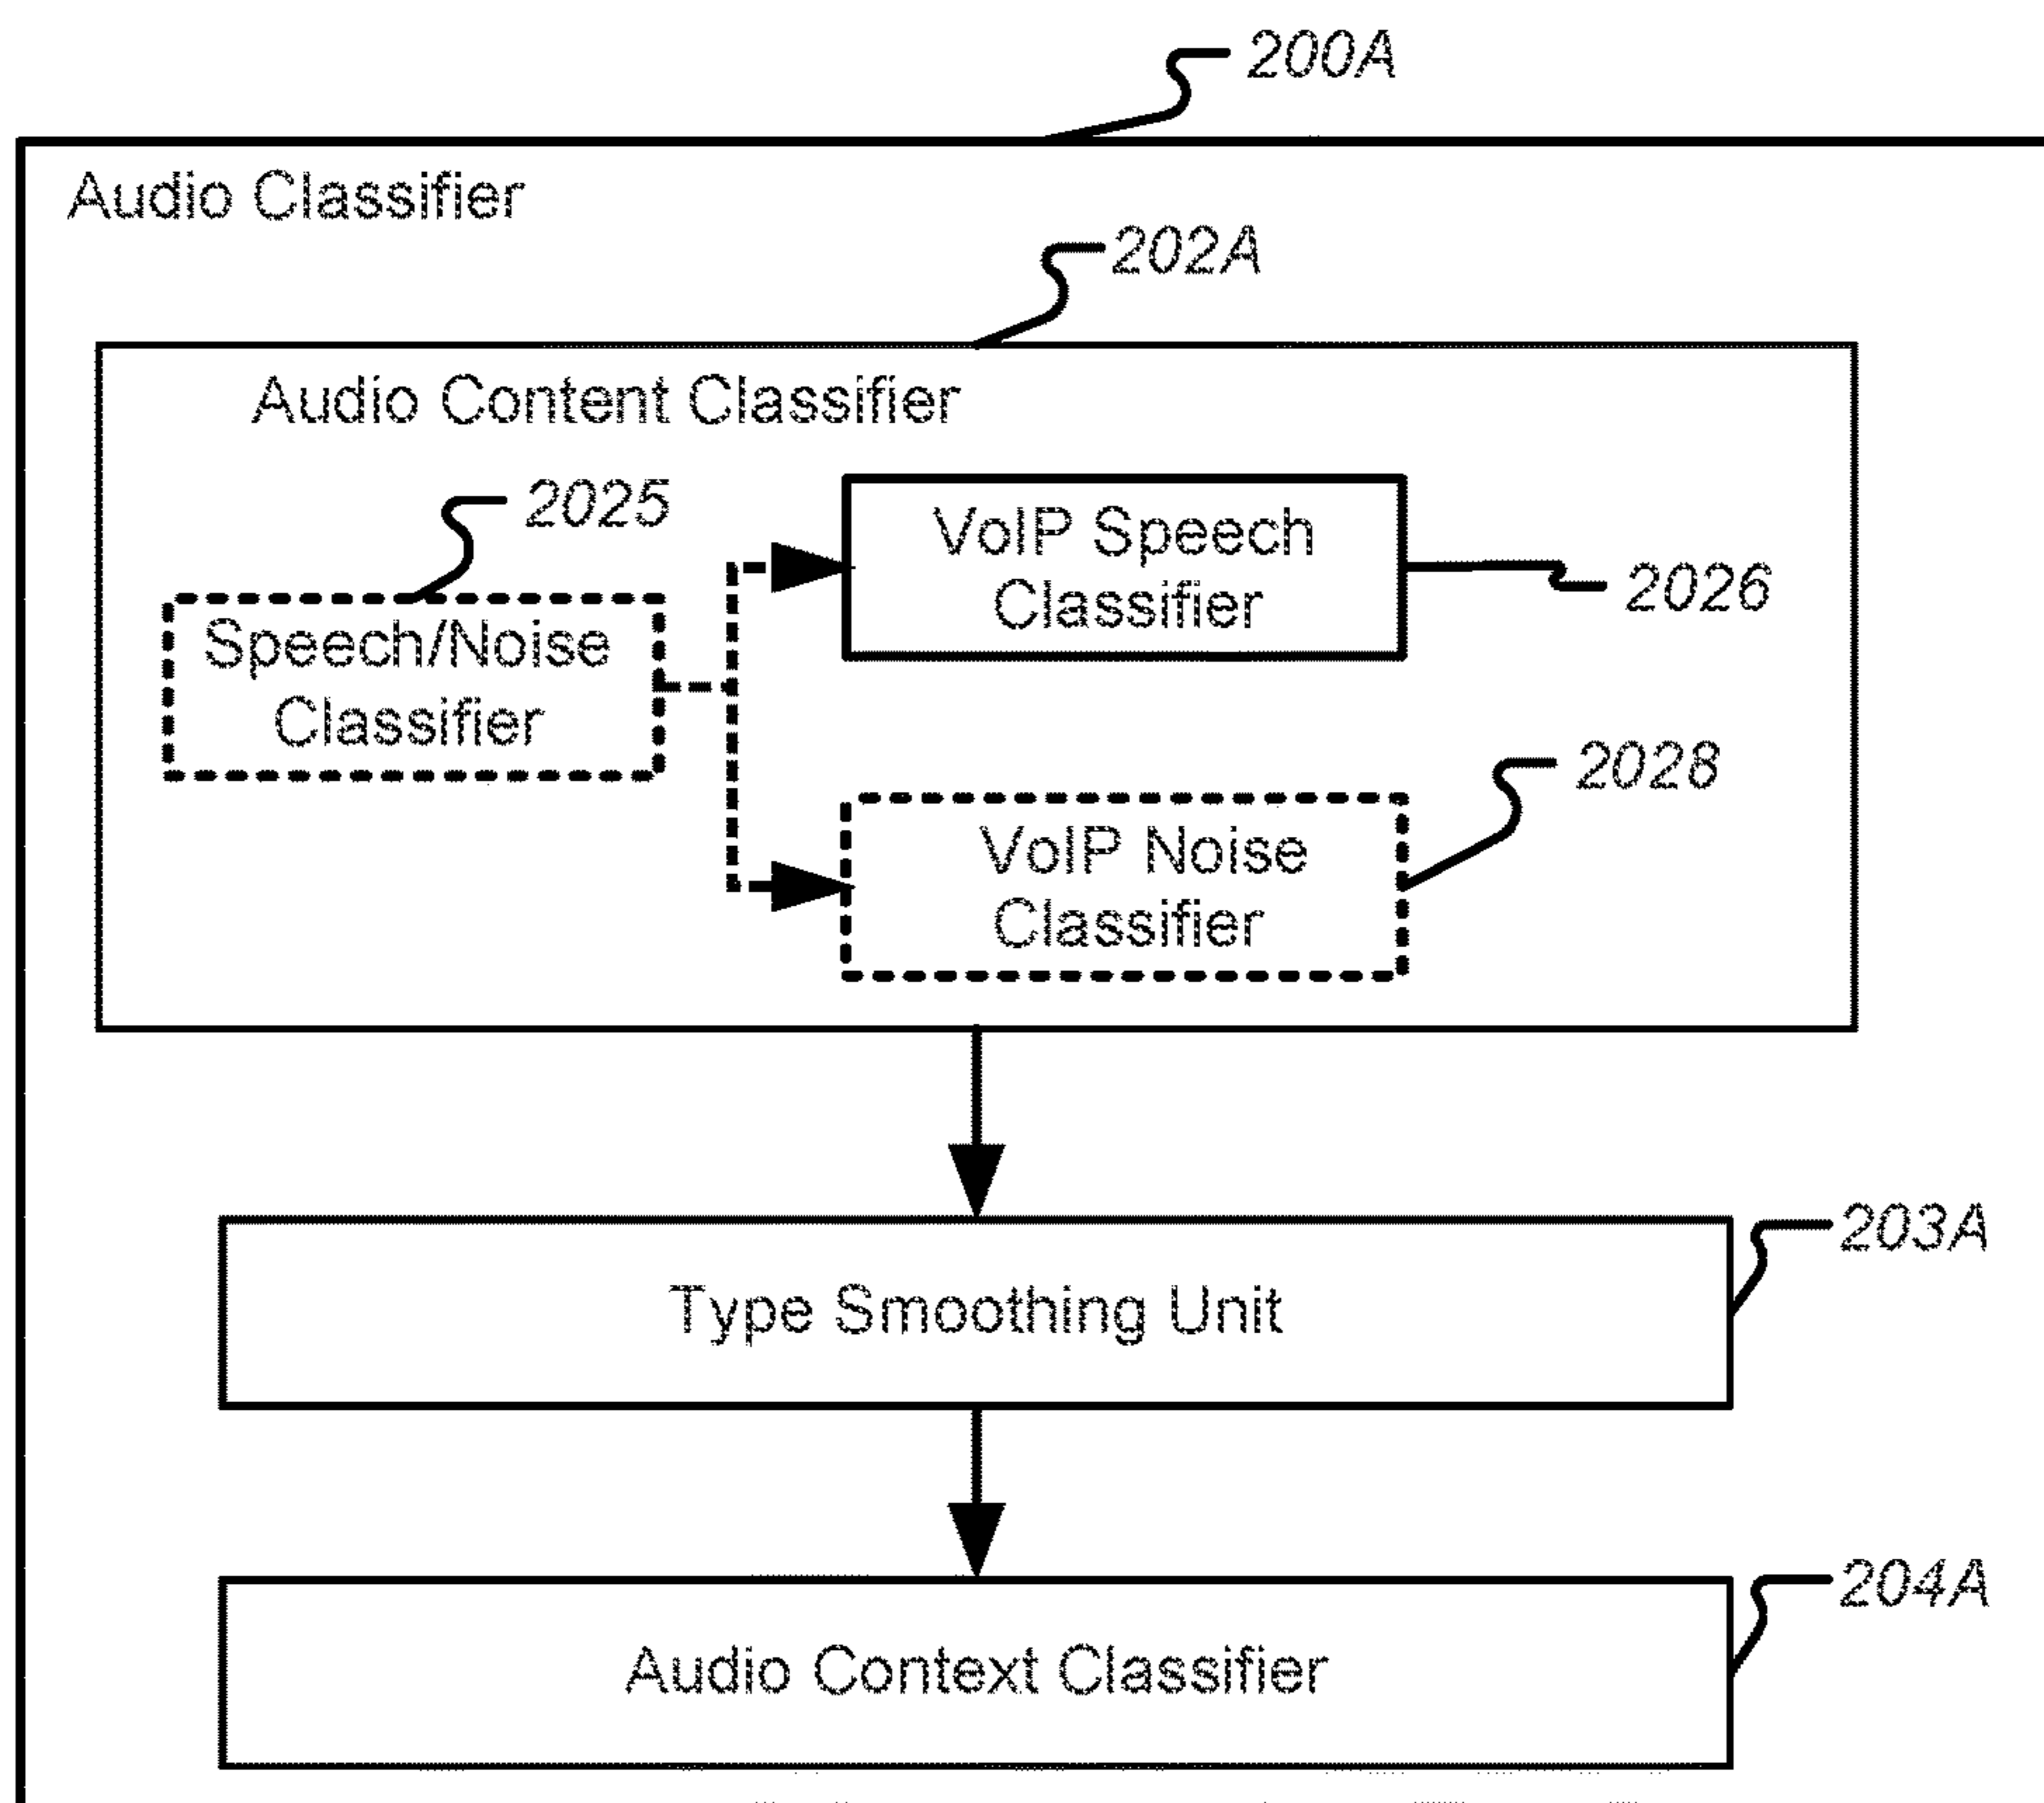 200A
Audio Classifier
202A
Audio Content Classifier
2025
VoIP Speech
Classifier
2026
Speech/Noise
Classifier
2028
VoIP Noise
Classifier
203A
Type Smoothing Unit
204A
Audio Context Classifier